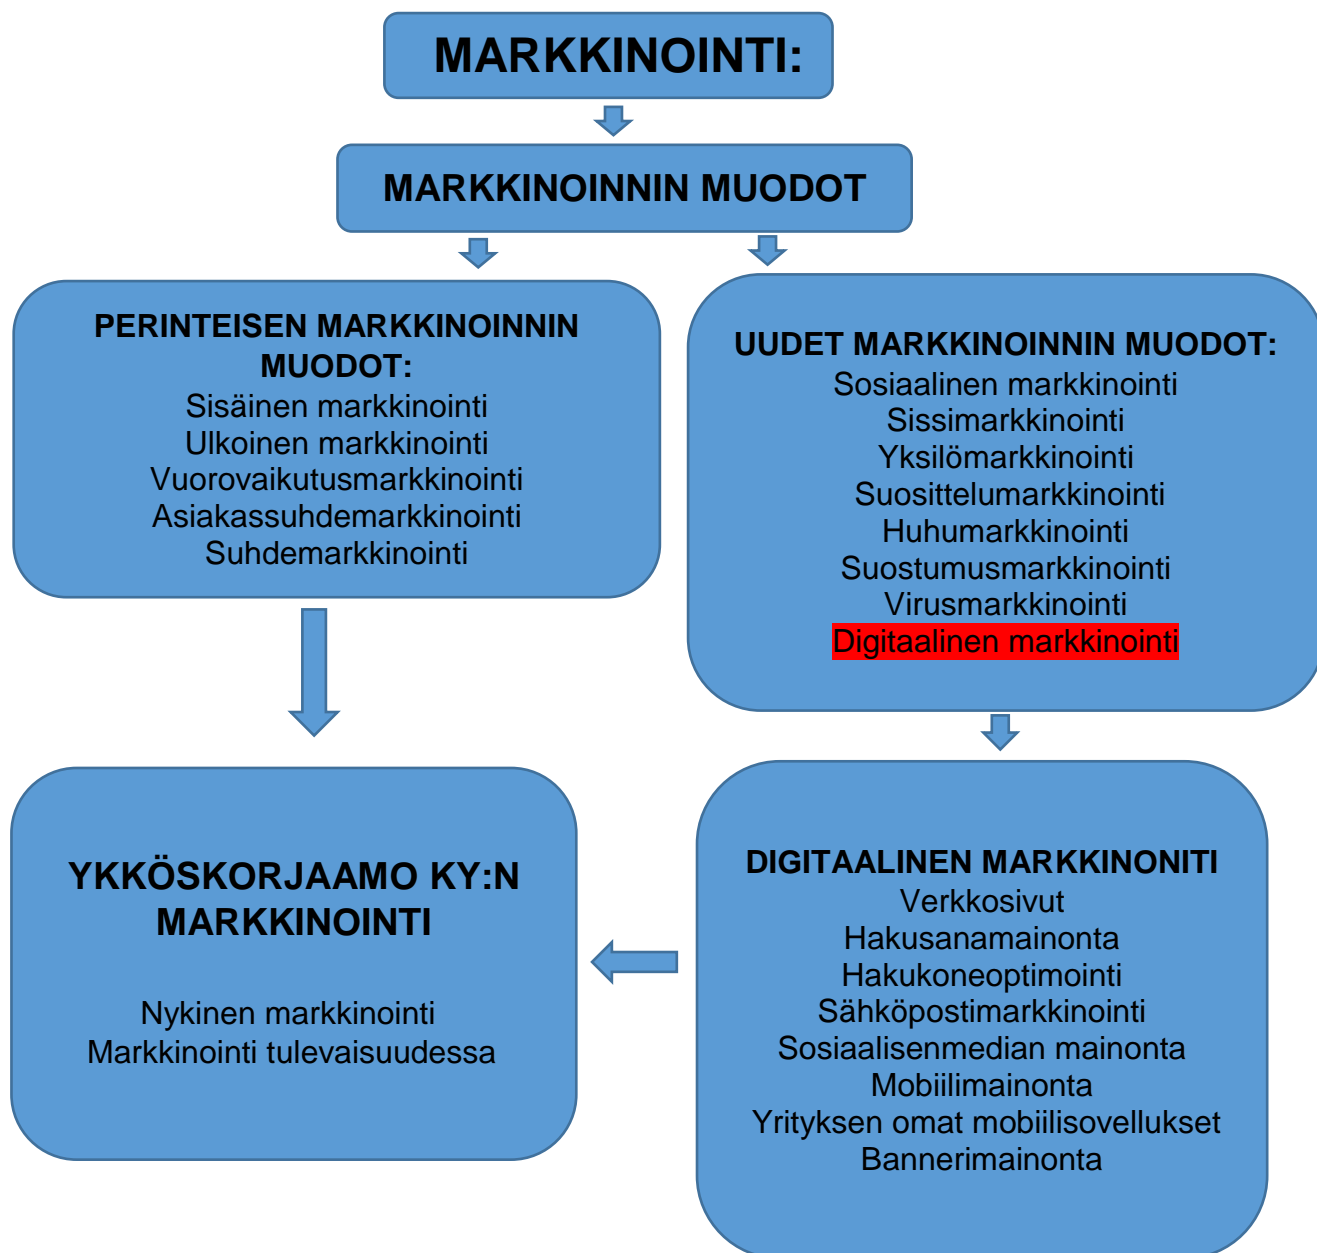 MARKKINOINTI:
MARKKINOINNIN MUODOT
PERINTEISEN MARKKINOINNIN
MUODOT:
Sisäinen markkinointi
Ulkoinen markkinointi
Vuorovaikutusmarkkinointi
Asiakassuhdemarkkinointi
Suhdemarkkinointi
UUDET MARKKINOINNIN MUODOT:
Sosiaalinen markkinointi
Sissimarkkinointi
Yksilömarkkinointi
Suosittelumarkkinointi
Huhumarkkinointi
Suostumusmarkkinointi
Virusmarkkinointi
Digitaalinen markkinointi
YKKÖSKORJAAMO KY:N
MARKKINOINTI
Nykinen markkinointi
Markkinointi tulevaisuudessa
DIGITAALINEN MARKKINONITI
Verkkosivut
Hakusanamainonta
Hakukoneoptimointi
Sähköpostimarkkinointi
Sosiaalisenmedian mainonta
Mobiilimainonta
Yrityksen omat mobiilisovellukset
Bannerimainonta